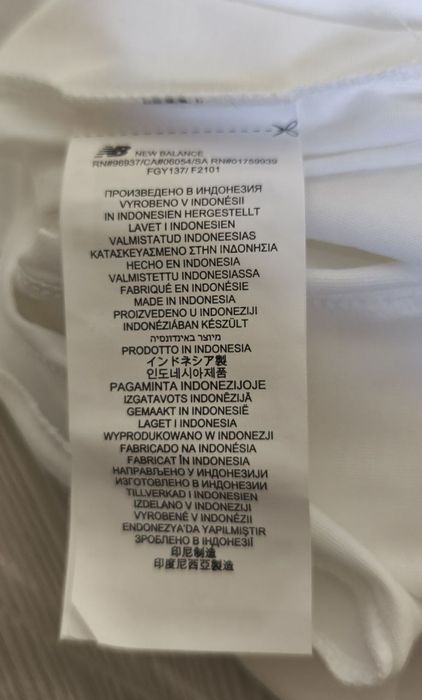 NB NEW BALANCE
RN#96937/CA#06054/SA RN#01759939
FGY137/ F2101
ПРОИЗВЕДЕНО В ИНДОНЕЗИЯ
VYROBENO V INDONÉSII
IN INDONESIEN HERGESTELLT
LAVET I INDONESIEN
VALMISTATUD INDONEESIAS
ΚΑΤΑΣΚΕΥΑΣΜΕΝΟ ΣΤΗΝ ΙΝΔΟΝΗΣΙΑ
HECHO EN INDONESIA
VALMISTETTU INDONESIASSA
FABRIQUÉ EN INDONÉSIE
MADE IN INDONESIA
PROIZVEDENO U INDONEZIJI
INDONÉZIÁBAN KÉSZÜLT
מיוצר באינדונסיה
PRODOTTO IN INDONESIA
インドネシア製
인도네시아제품
PAGAMINTA INDONEZIJOJE
IZGATAVOTS INDONĒZIJĀ
GEMAAKT IN INDONESIË
LAGET I INDONESIA
WYPRODUKOWANO W INDONEZJI
FABRICADO NA INDONÉSIA
FABRICAT ÎN INDONESIA
НАПРАВЉЕНО У ИНДОНЕЗИЈИ
ИЗГОТОВЛЕНО В ИНДОНЕЗИИ
TILLVERKAD I INDONESIEN
IZDELANO V INDONEZIJI
VYROBENÉ V INDONÉZII
ENDONEZYA'DA YAPILMIŞTIR
ЗРОБЛЕНО В ІНДОНЕЗІЇ
印尼制造
印度尼西亞製造